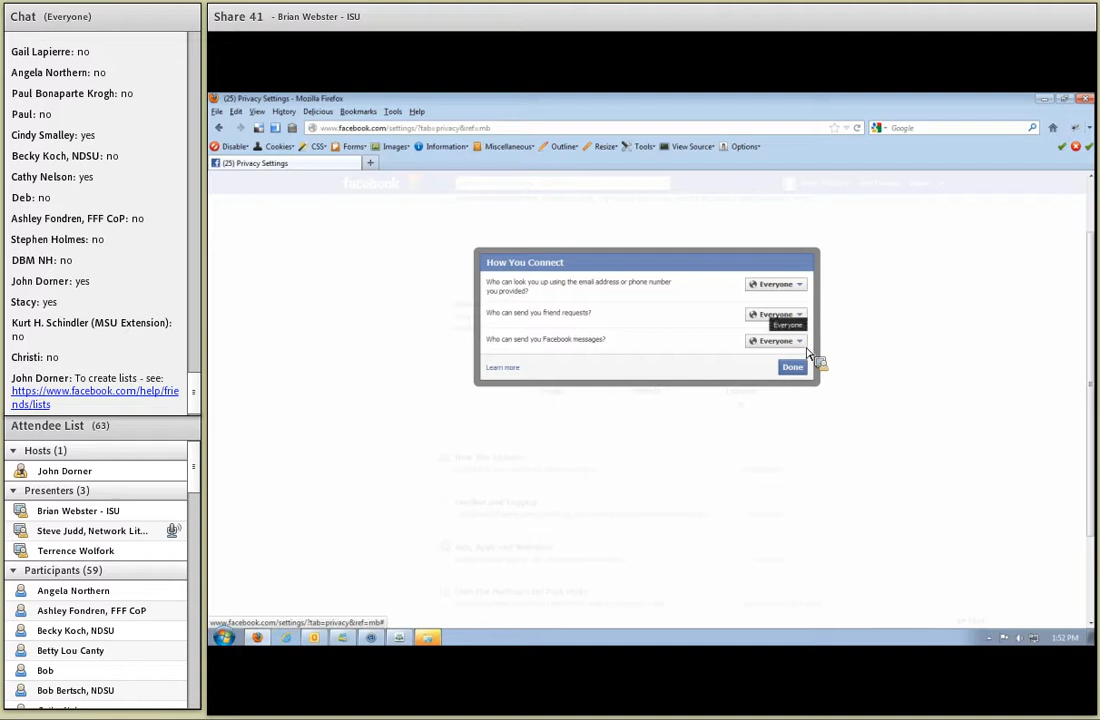 Chat (Everyone)
Gail Lapierre: no
Angela Northern: no
Paul Bonaparte Krogh: no
Paul: no
Cindy Smalley: yes
Becky Koch, NDSU: no
Cathy Nelson: yes
Deb: no
Ashley Fondren, FFF CoP: no
Stephen Holmes: no
DBM NH: no
John Dorner: yes
Stacy: yes
Kurt H. Schindler (MSU Extension):
no
Christi: no
John Dorner: To create lists - see:
https://www.facebook.com/help/frie
nds/lists
Attendee List (63)
Hosts (1)
John Dorner
Presenters (3)
Brian Webster - ISU
Steve Judd, Network Lit...
Terrence Wolfork
Participants (59)
Angela Northern
Ashley Fondren, FFF CoP
Becky Koch, NDSU
Betty Lou Canty
Bob
Bob Bertsch, NDSU
Share 41 - Brian Webster - ISU
(25) Privacy Settings - Mozilla Firefox
File Edit View History Delicious Bookmarks Tools Help
www.facebook.com/settings/?tab=privacy&ref=mb
Google
Disable Cookies CSS Forms Images Information Miscellaneous Outline Resize Tools View Source Options
(25) Privacy Settings
facebook
How You Connect
Who can look you up using the email address or phone number
you provided?
Everyone
Who can send you friend requests?
Everyone
Everyone
Who can send you Facebook messages?
Everyone
Learn more
Done
www.facebook.com/settings/?tab=privacy&ref=mb#
1:52 PM